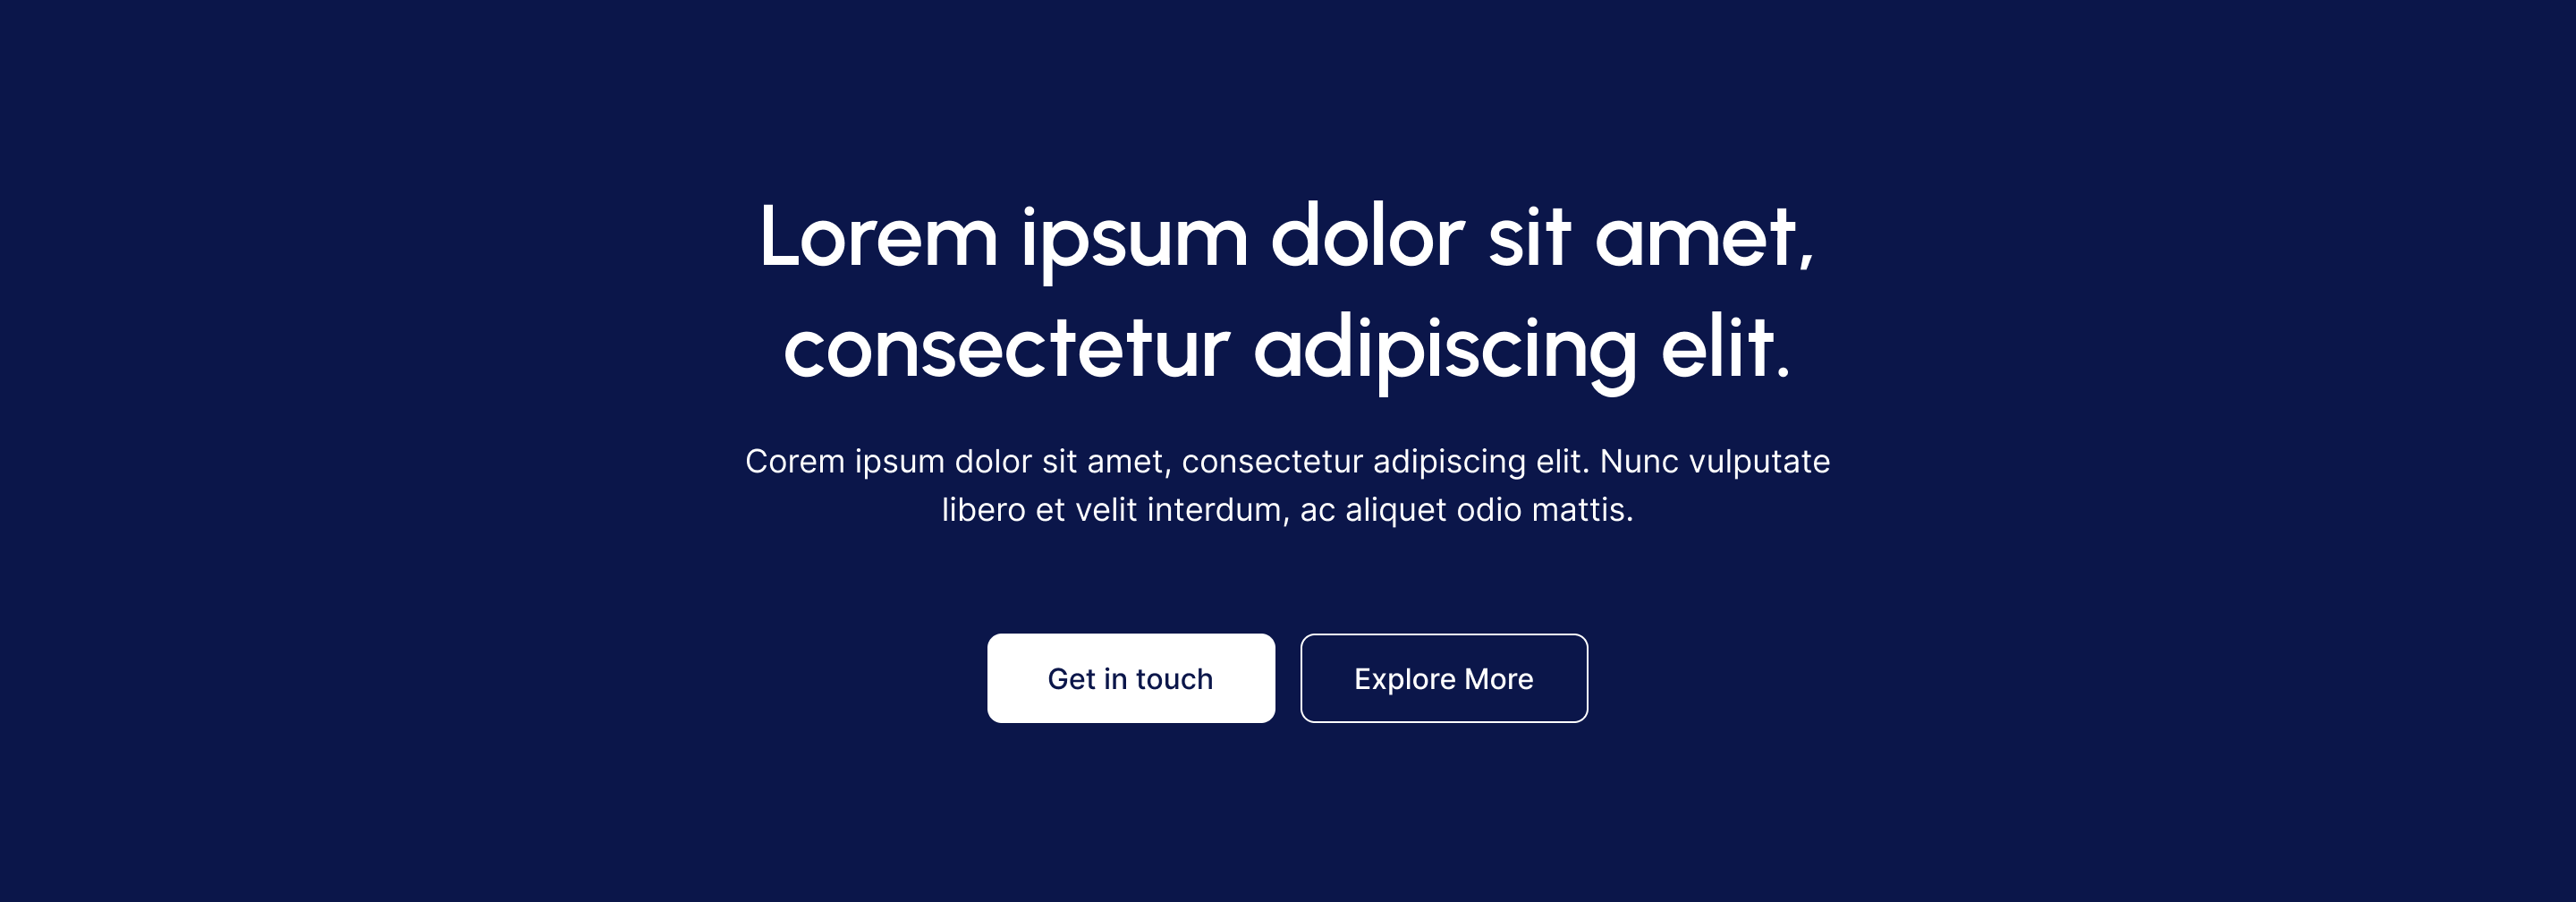 Lorem ipsum dolor sit amet,
consectetur adipiscing elit.
Corem ipsum dolor sit amet, consectetur adipiscing elit. Nunc vulputate
libero et velit interdum, ac aliquet odio mattis.
Get in touch
Explore More